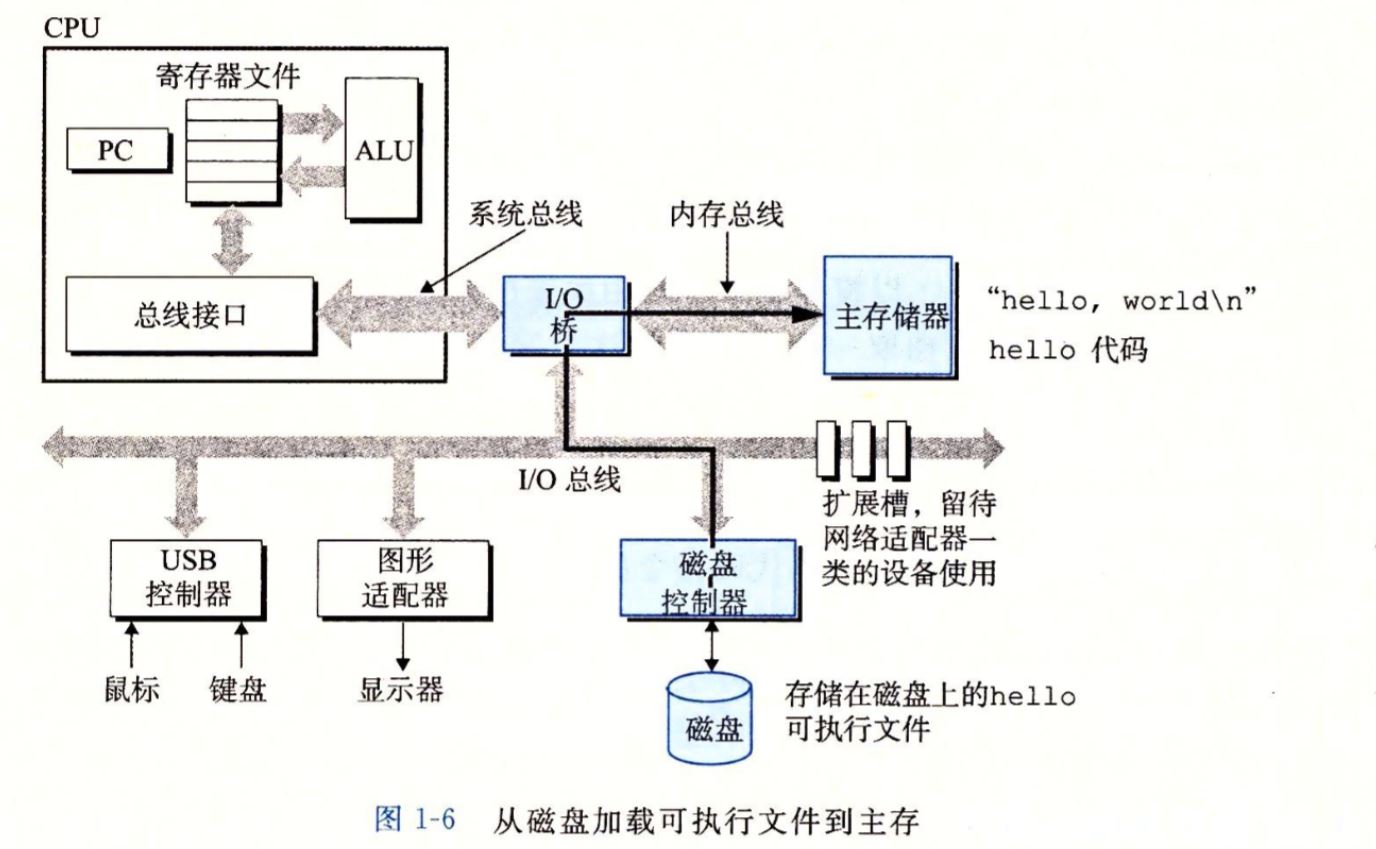 CPU
寄存器文件
PC
ALU
系统总线
内存总线
总线接口
I/O
桥
主存储器
“hello, world\n”
hello 代码
I/O 总线
扩展槽，留待
网络适配器一
类的设备使用
USB
控制器
图形
适配器
磁盘
控制器
鼠标
键盘
显示器
磁盘
存储在磁盘上的hello
可执行文件
图 1-6 从磁盘加载可执行文件到主存